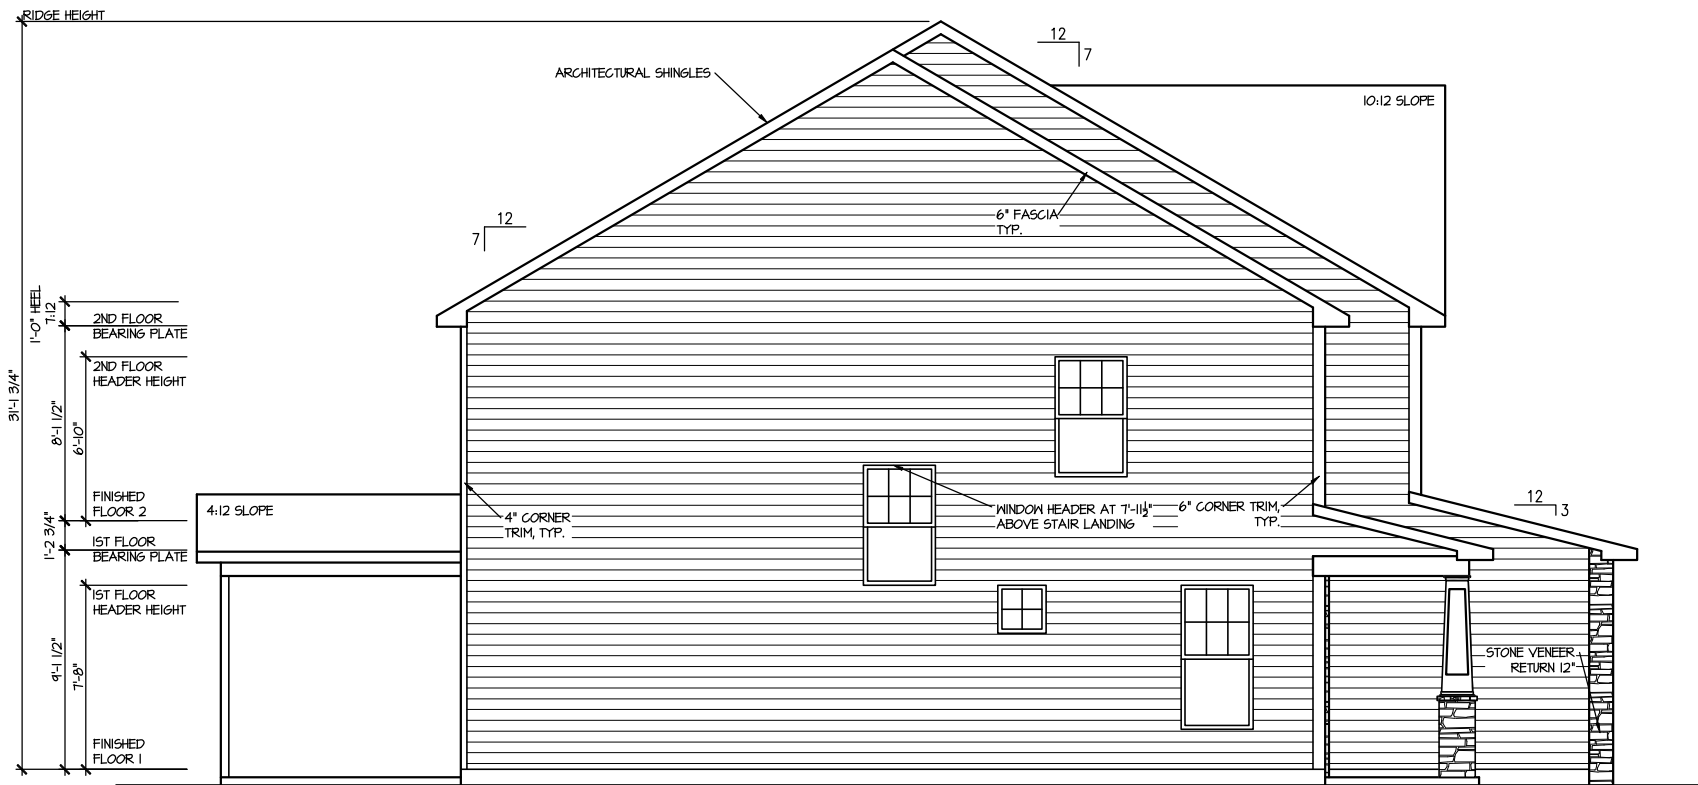 RIDGE HEIGHT
12
7
ARCHITECTURAL SHINGLES
10:12 SLOPE
6" FASCIA
TYP.
12
7
1'-0" HEEL
7:12
2ND FLOOR
BEARING PLATE
2ND FLOOR
HEADER HEIGHT
31'-1 3/4"
8'-1 1/2"
6'-10"
FINISHED
FLOOR 2
4:12 SLOPE
4" CORNER
TRIM, TYP.
WINDOW HEADER AT 7'-11½"
ABOVE STAIR LANDING
6" CORNER TRIM,
TYP.
12
3
1'-2 3/4"
1ST FLOOR
BEARING PLATE
1ST FLOOR
HEADER HEIGHT
9'-1 1/2"
7'-8"
STONE VENEER
RETURN 12"
FINISHED
FLOOR 1